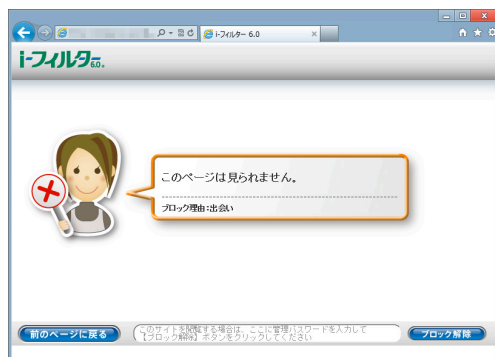 i-フィルター 6.0
i-フィルター 6.0.
このページは見られません。
ブロック理由:出会い
前のページに戻る
このサイトを閲覧する場合は、ここに管理パスワードを入力して
【ブロック解除】ボタンをクリックしてください
ブロック解除